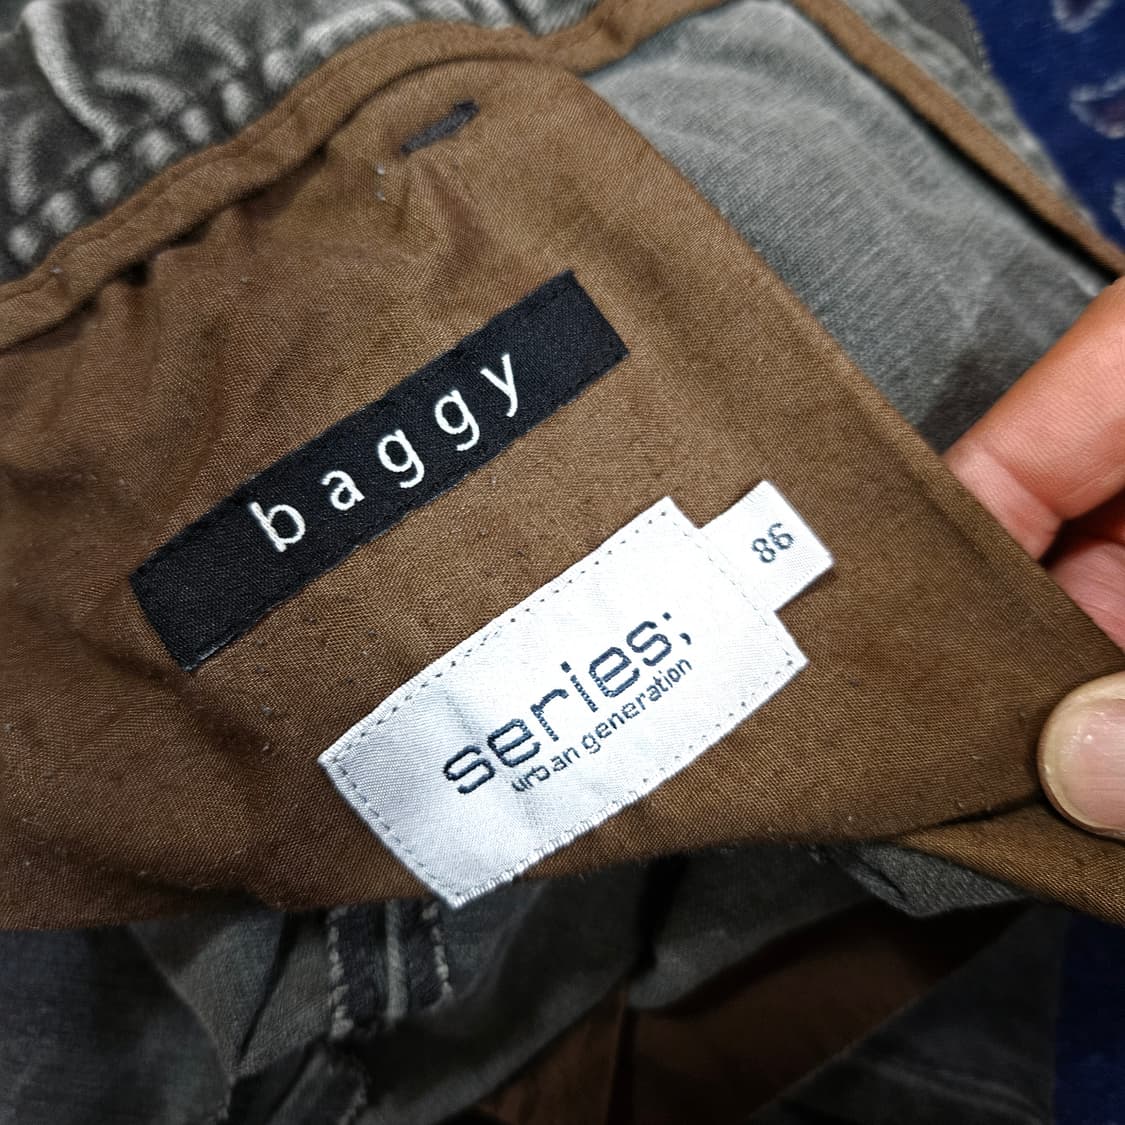 baggy
86
series;
urban generation